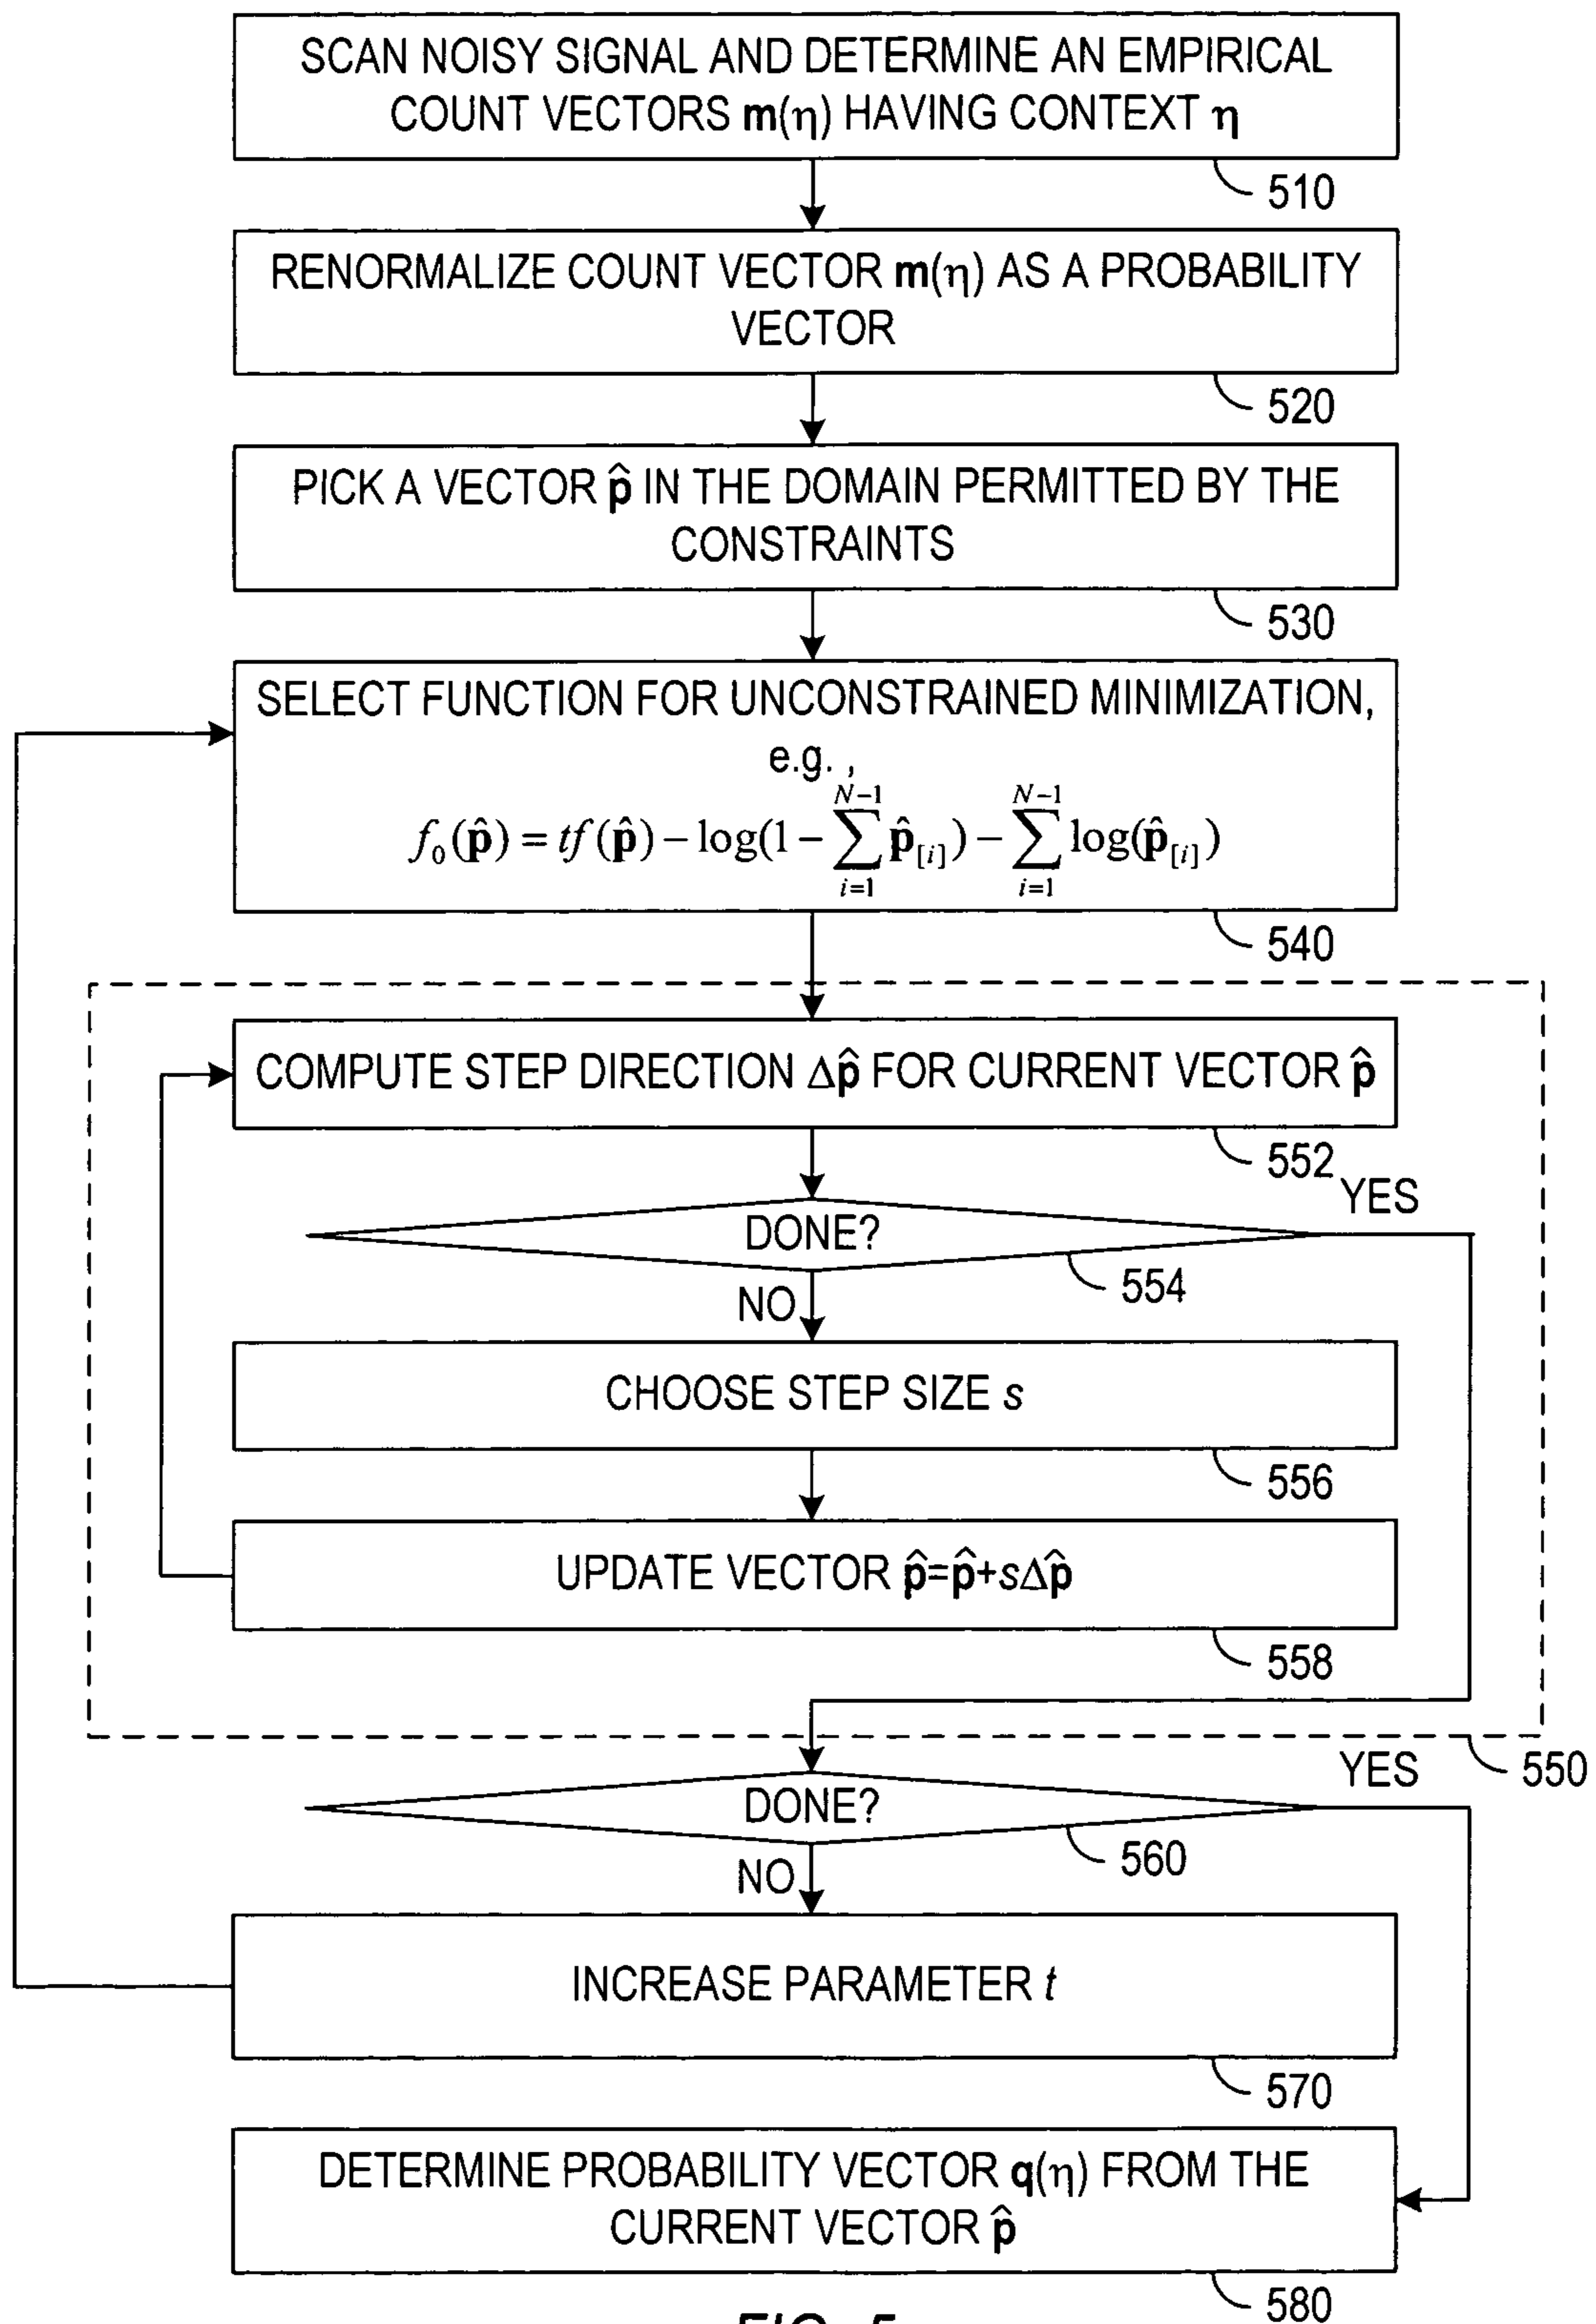 SCAN NOISY SIGNAL AND DETERMINE AN EMPIRICAL
COUNT VECTORS m(η) HAVING CONTEXT η
510
RENORMALIZE COUNT VECTOR m(η) AS A PROBABILITY
VECTOR
520
PICK A VECTOR p̂ IN THE DOMAIN PERMITTED BY THE
CONSTRAINTS
530
SELECT FUNCTION FOR UNCONSTRAINED MINIMIZATION,
e.g. ,
f₀(p̂) = tf(p̂) – log(1 – ∑_{i=1}^{N–1} p̂_{[i]}) – ∑_{i=1}^{N–1} log(p̂_{[i]})
540
COMPUTE STEP DIRECTION Δp̂ FOR CURRENT VECTOR p̂
552
YES
DONE?
554
NO
CHOOSE STEP SIZE s
556
UPDATE VECTOR p̂=p̂+sΔp̂
558
550
YES
DONE?
560
NO
INCREASE PARAMETER t
570
DETERMINE PROBABILITY VECTOR q(η) FROM THE
CURRENT VECTOR p̂
580